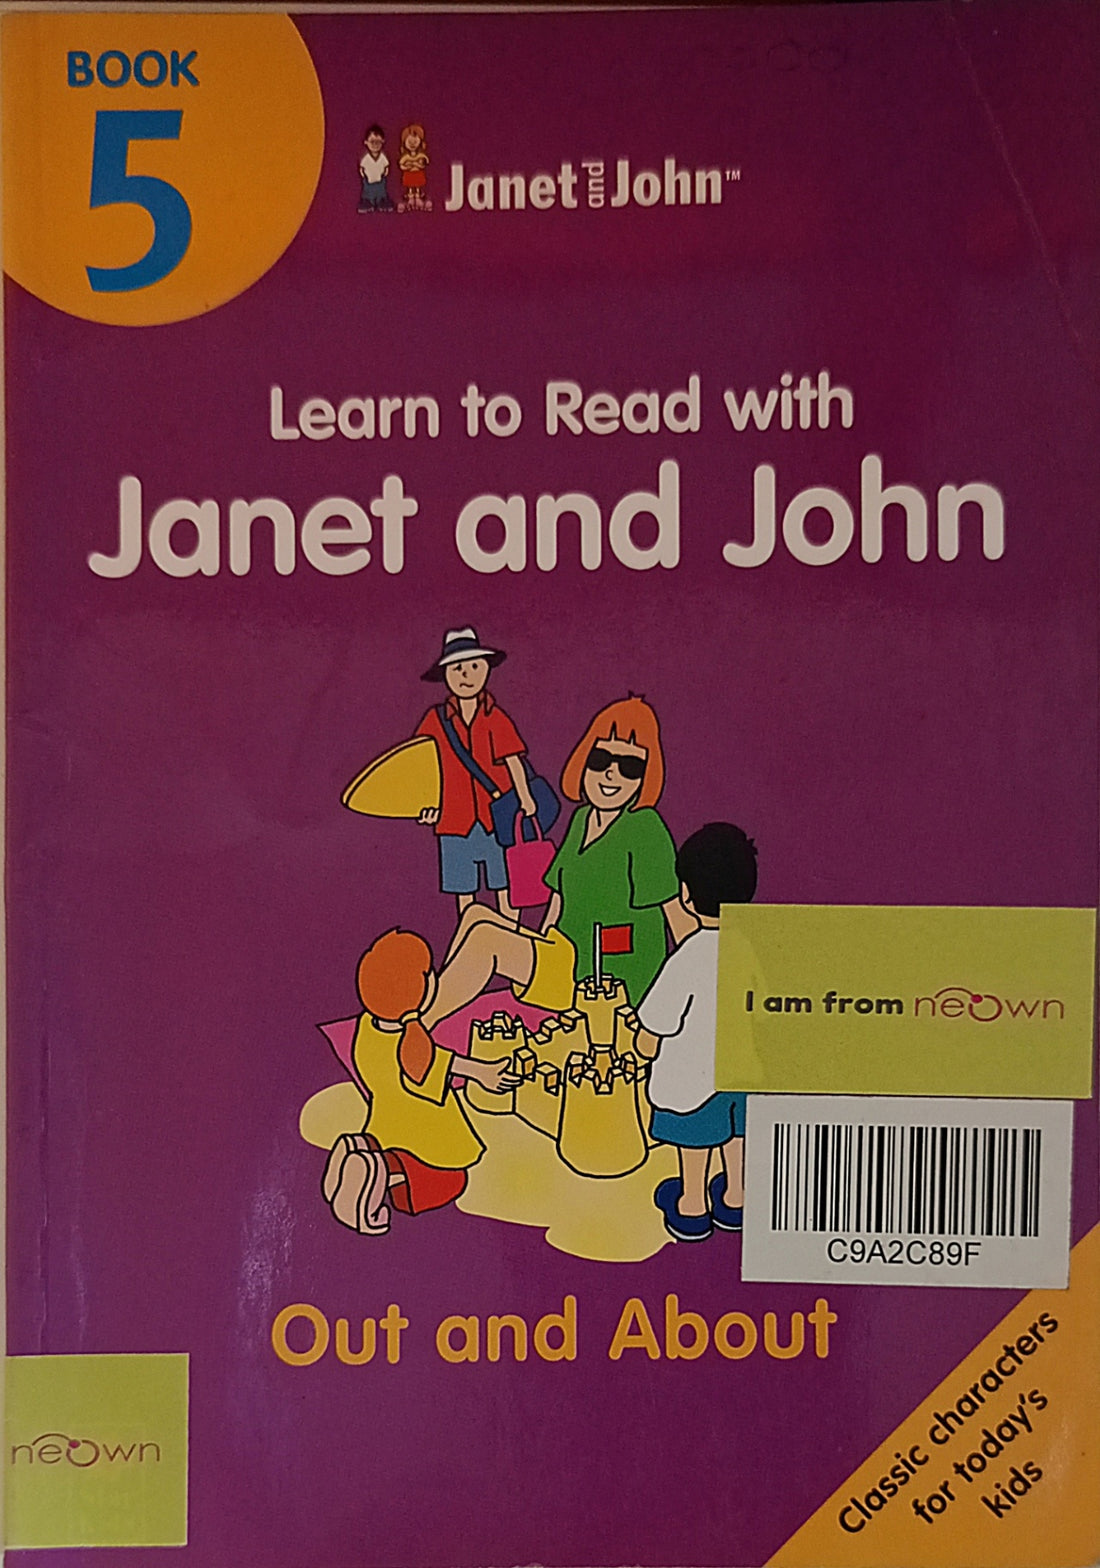 BOOK
5
Janet and John™
Learn to Read with
Janet and John
I am from neOwn
C9A2C89F
Out and About
neOwn
Classic characters
for today's
kids